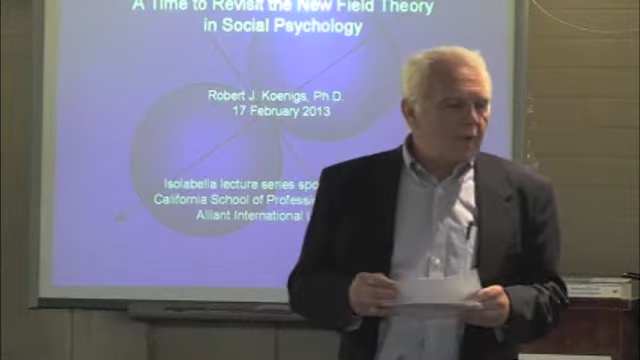 A Time to Revisit the New Field Theory
in Social Psychology
Robert J. Koenigs, Ph.D.
17 February 2013
Isolabella lecture series
California School of
Alliant International